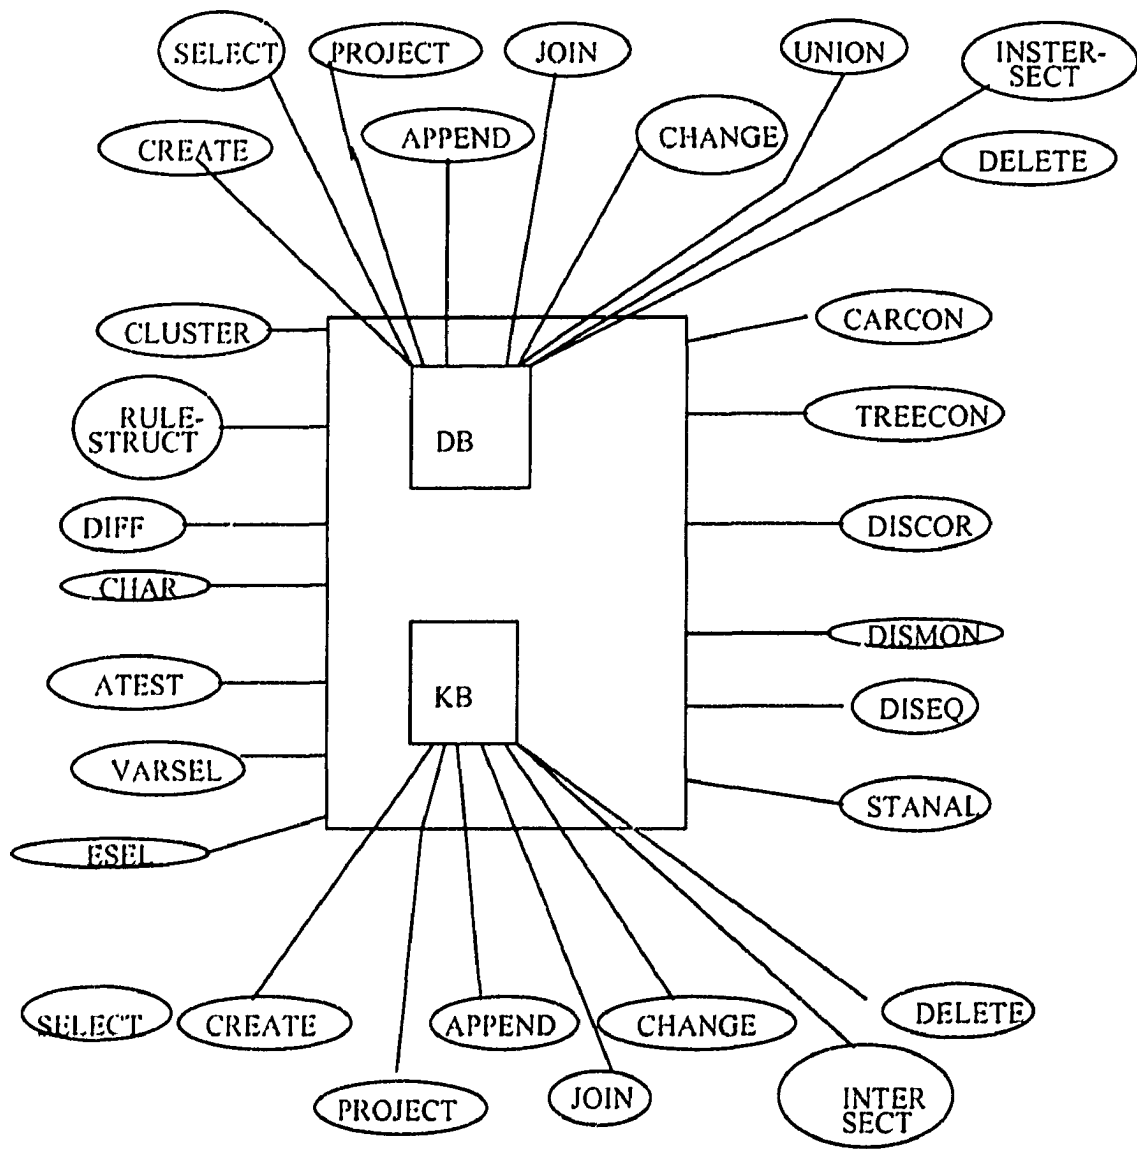 SELECT
PROJECT
JOIN
UNION
INSTER-
SECT
CREATE
APPEND
CHANGE
DELETE
CLUSTER
CARCON
RULE-
STRUCT
TREECON
DB
DIFF
DISCOR
CHAR
DISMON
ATEST
KB
DISEQ
VARSEL
STANAL
ESEL
SELECT
CREATE
APPEND
CHANGE
DELETE
PROJECT
JOIN
INTER
SECT